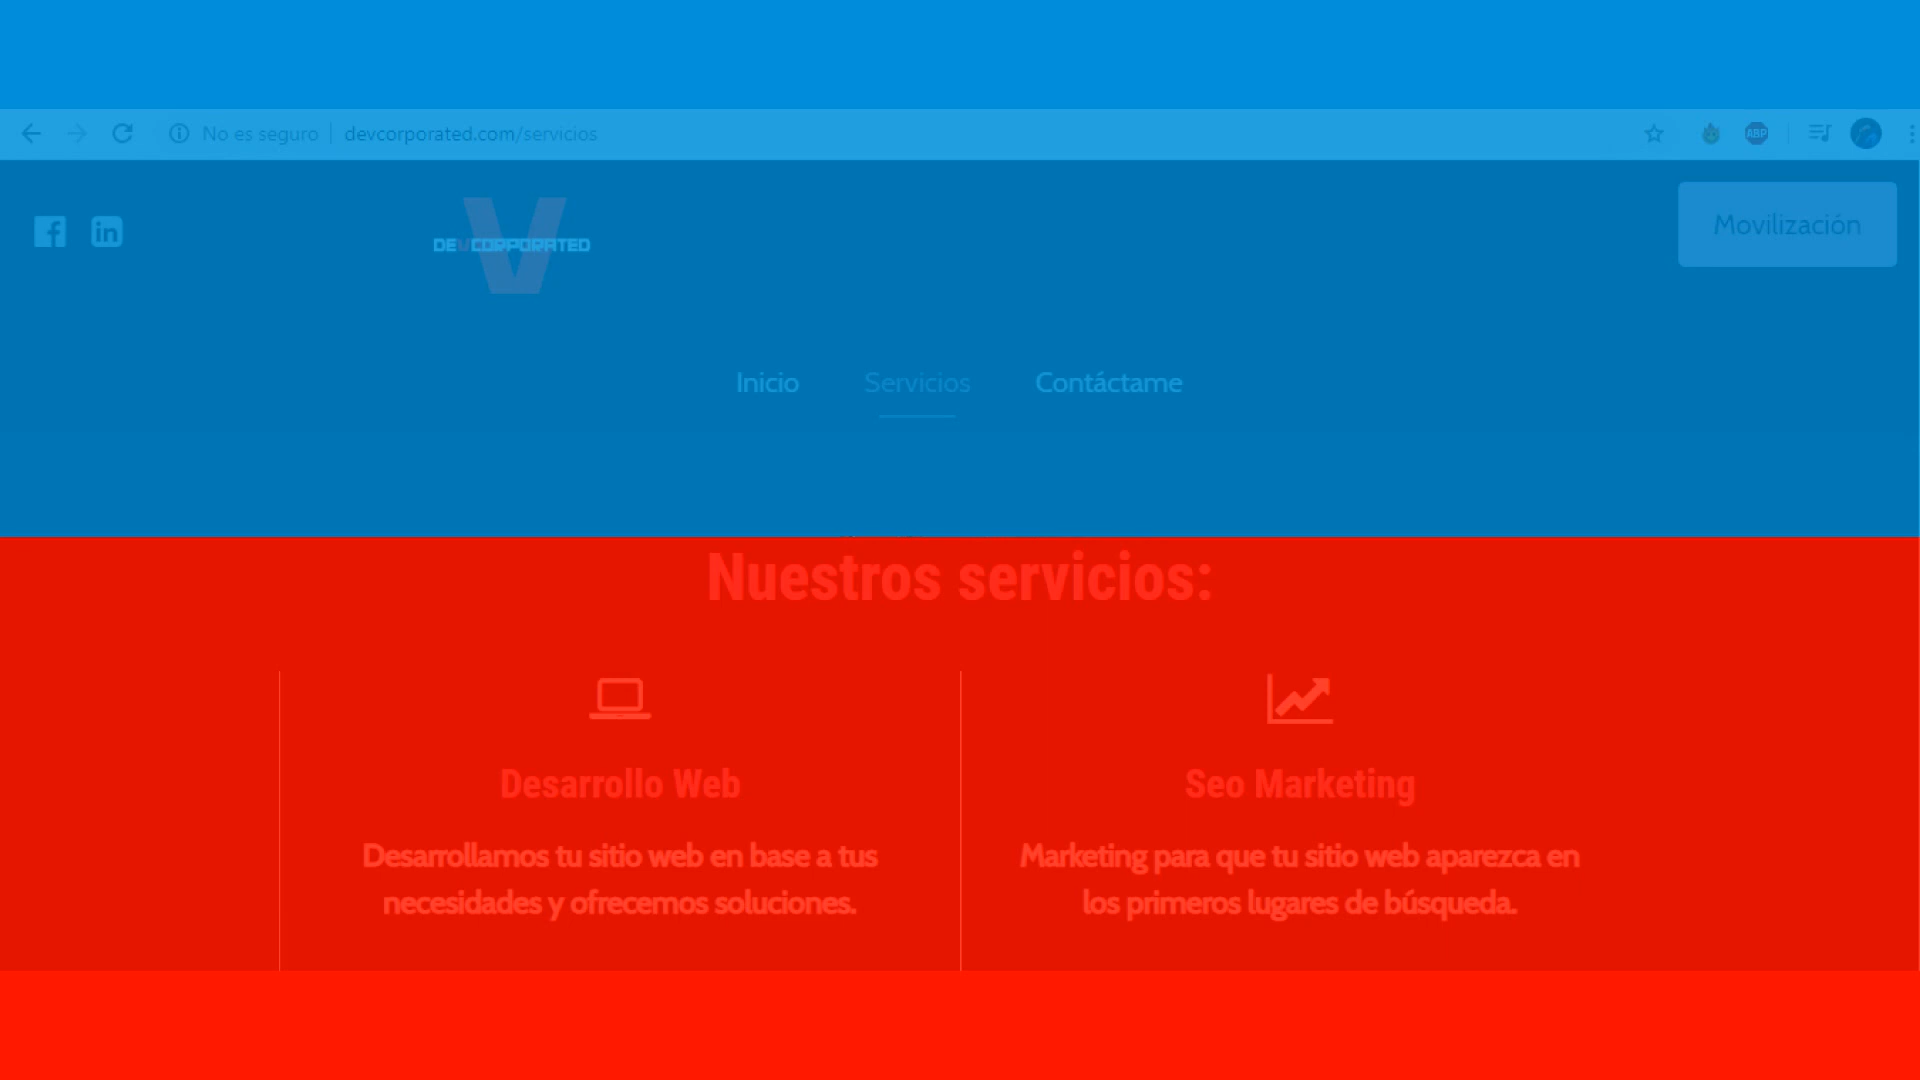 No es seguro | devcorporated.com/servicios
ABP
DEVCORPORATED
Movilización
Inicio Servicios Contáctame
Nuestros servicios:
Desarrollo Web
Desarrollamos tu sitio web en base a tus
necesidades y ofrecemos soluciones.
Seo Marketing
Marketing para que tu sitio web aparezca en
los primeros lugares de búsqueda.